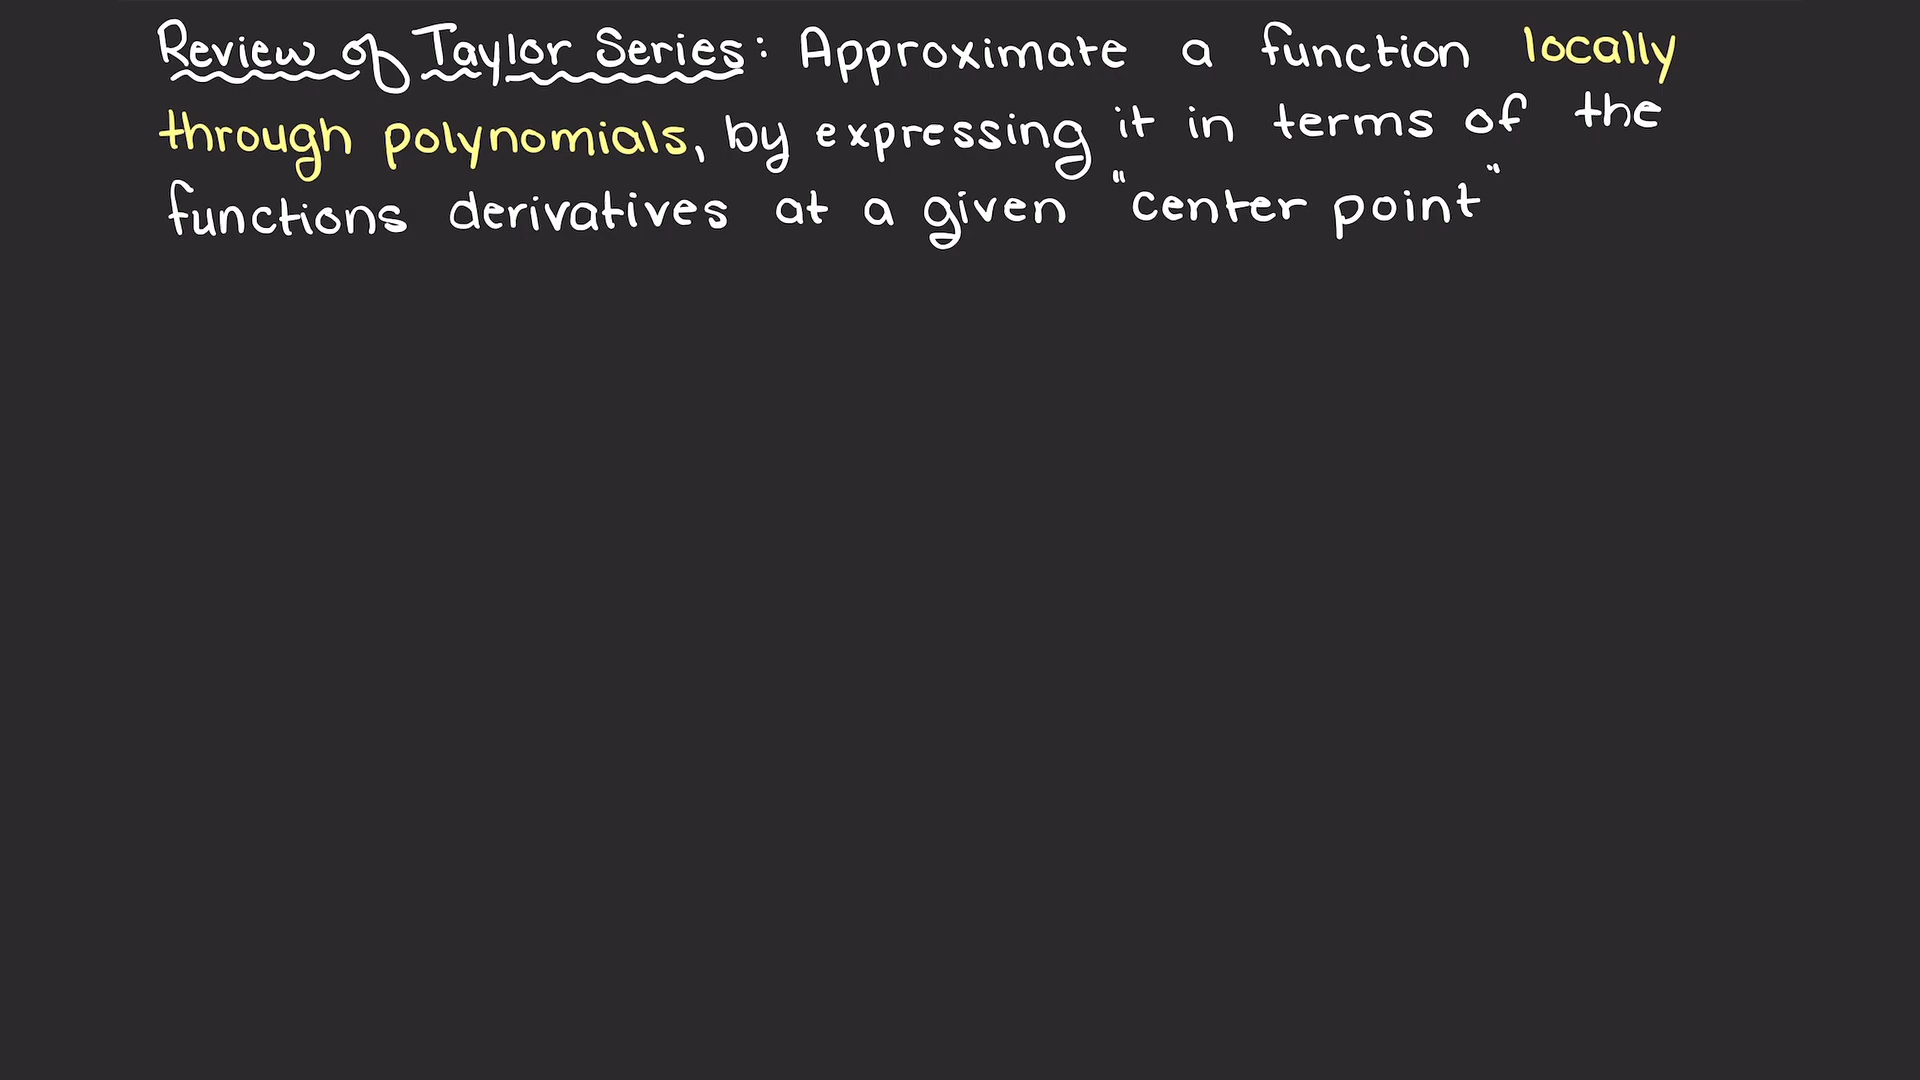 Review of Taylor Series: Approximate a function locally
through polynomials, by expressing it in terms of the
functions derivatives at a given "center point"